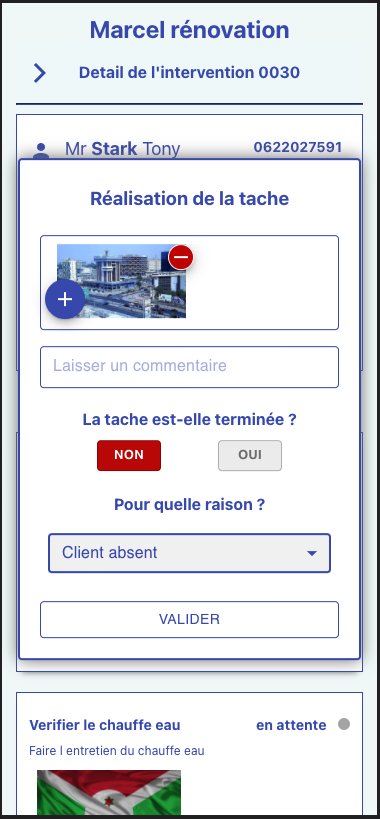 Marcel rénovation
Detail de l'intervention 0030
Mr Stark Tony
0622027591
Réalisation de la tache
Laisser un commentaire
La tache est-elle terminée ?
NON
OUI
Pour quelle raison ?
Client absent
VALIDER
Verifier le chauffe eau
en attente
Faire l entretien du chauffe eau